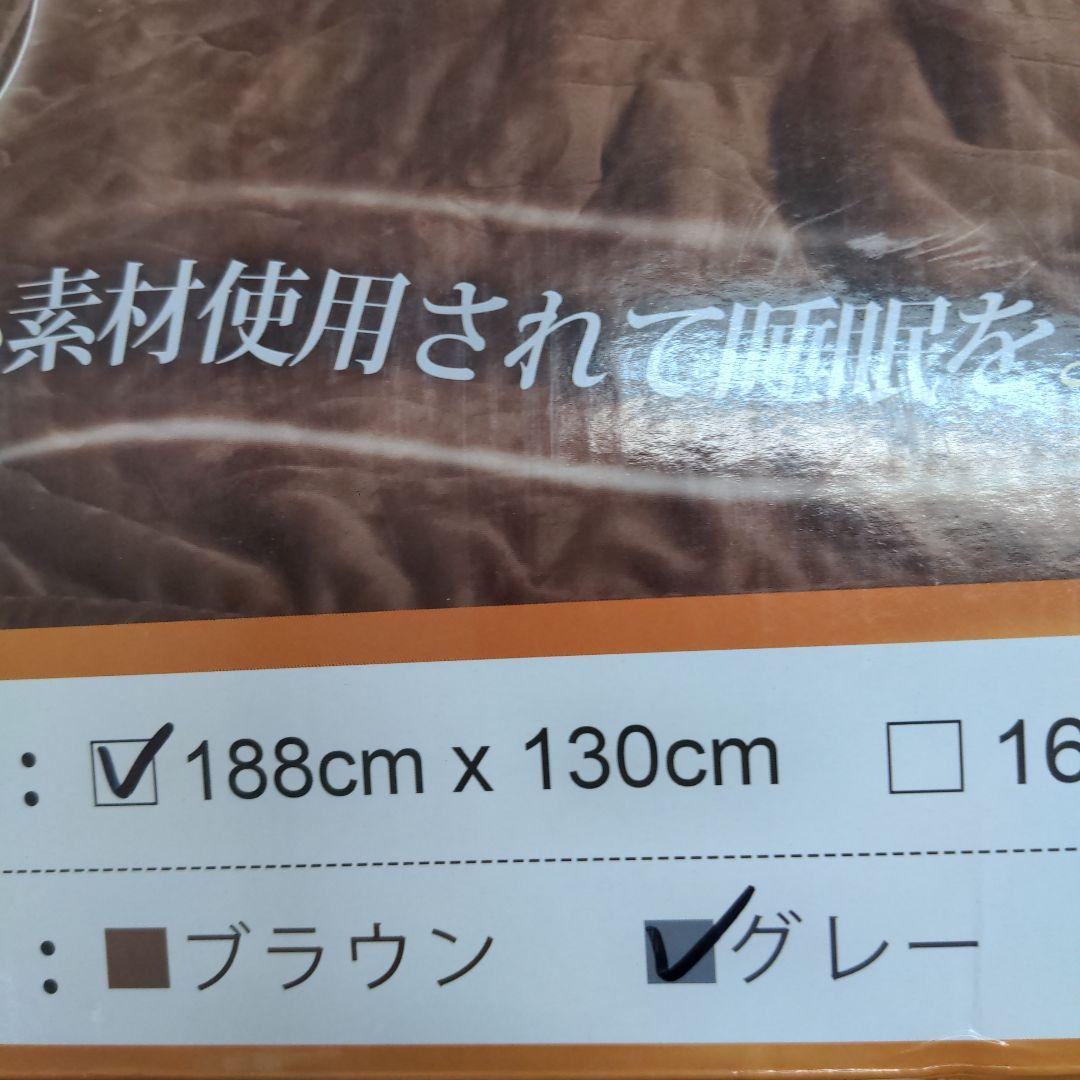 素材使用されて睡眠を
: 188cm x 130cm 16
: ブラウン グレー